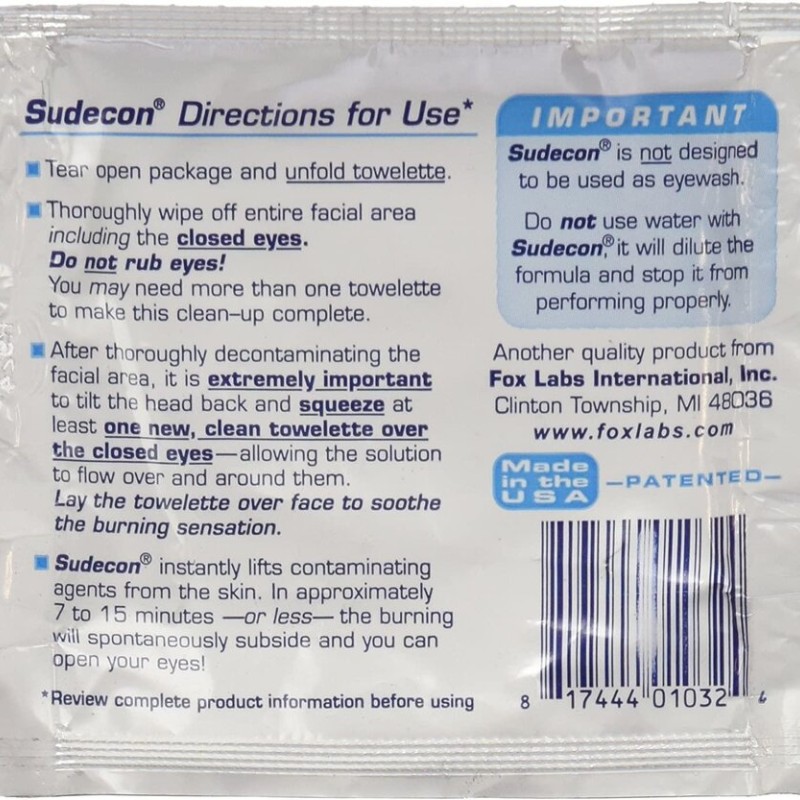 Sudecon® Directions for Use*
Tear open package and unfold towelette.
Thoroughly wipe off entire facial area
including the closed eyes.
Do not rub eyes!
You may need more than one towelette
to make this clean-up complete.
After thoroughly decontaminating the
facial area, it is extremely important
to tilt the head back and squeeze at
least one new, clean towelette over
the closed eyes—allowing the solution
to flow over and around them.
Lay the towelette over face to soothe
the burning sensation.
Sudecon® instantly lifts contaminating
agents from the skin. In approximately
7 to 15 minutes —or less— the burning
will spontaneously subside and you can
open your eyes!
*Review complete product information before using
IMPORTANT
Sudecon® is not designed
to be used as eyewash.
Do not use water with
Sudecon®, it will dilute the
formula and stop it from
performing properly.
Another quality product from
Fox Labs International, Inc.
Clinton Township, MI 48036
www.foxlabs.com
Made
in the
USA
—PATENTED—
8 17444 01032 4